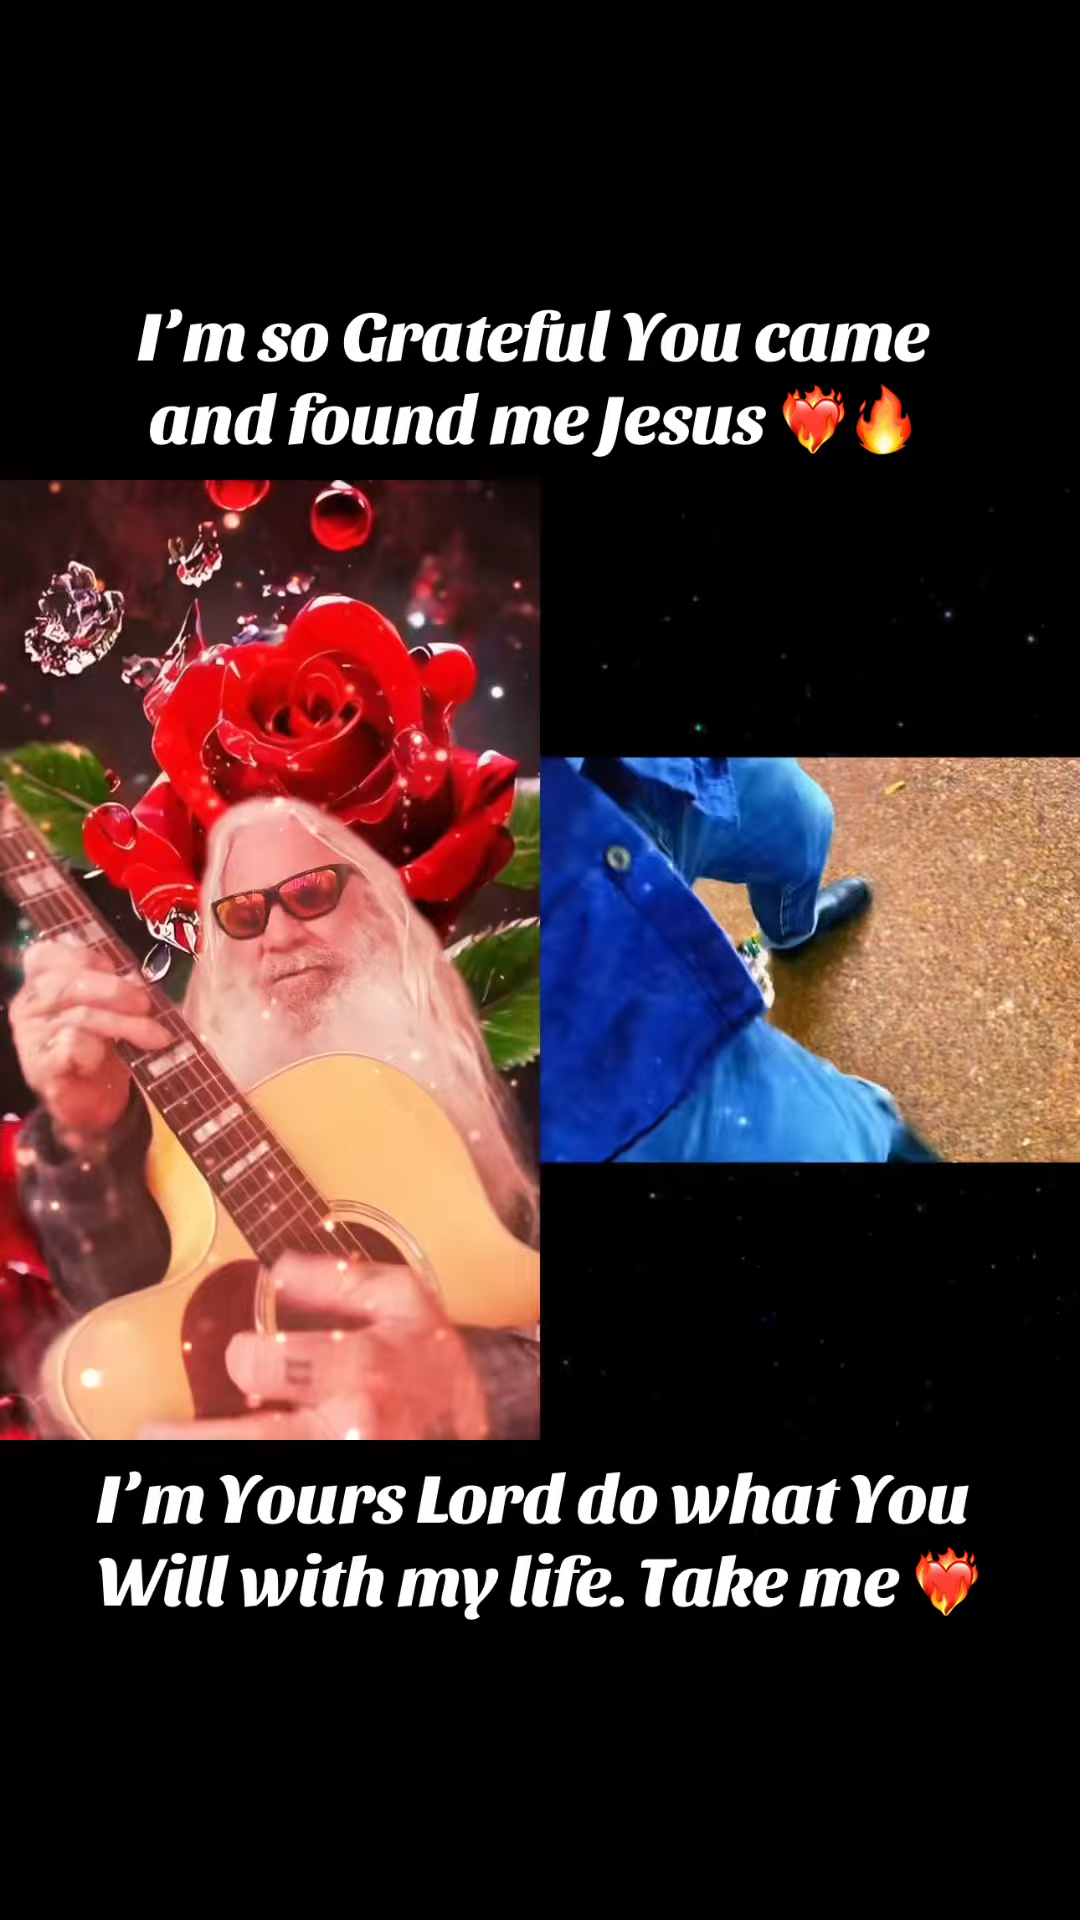 I’m so Grateful You came
and found me Jesus ❤️‍🔥🔥
I’m Yours Lord do what You
Will with my life. Take me ❤️‍🔥